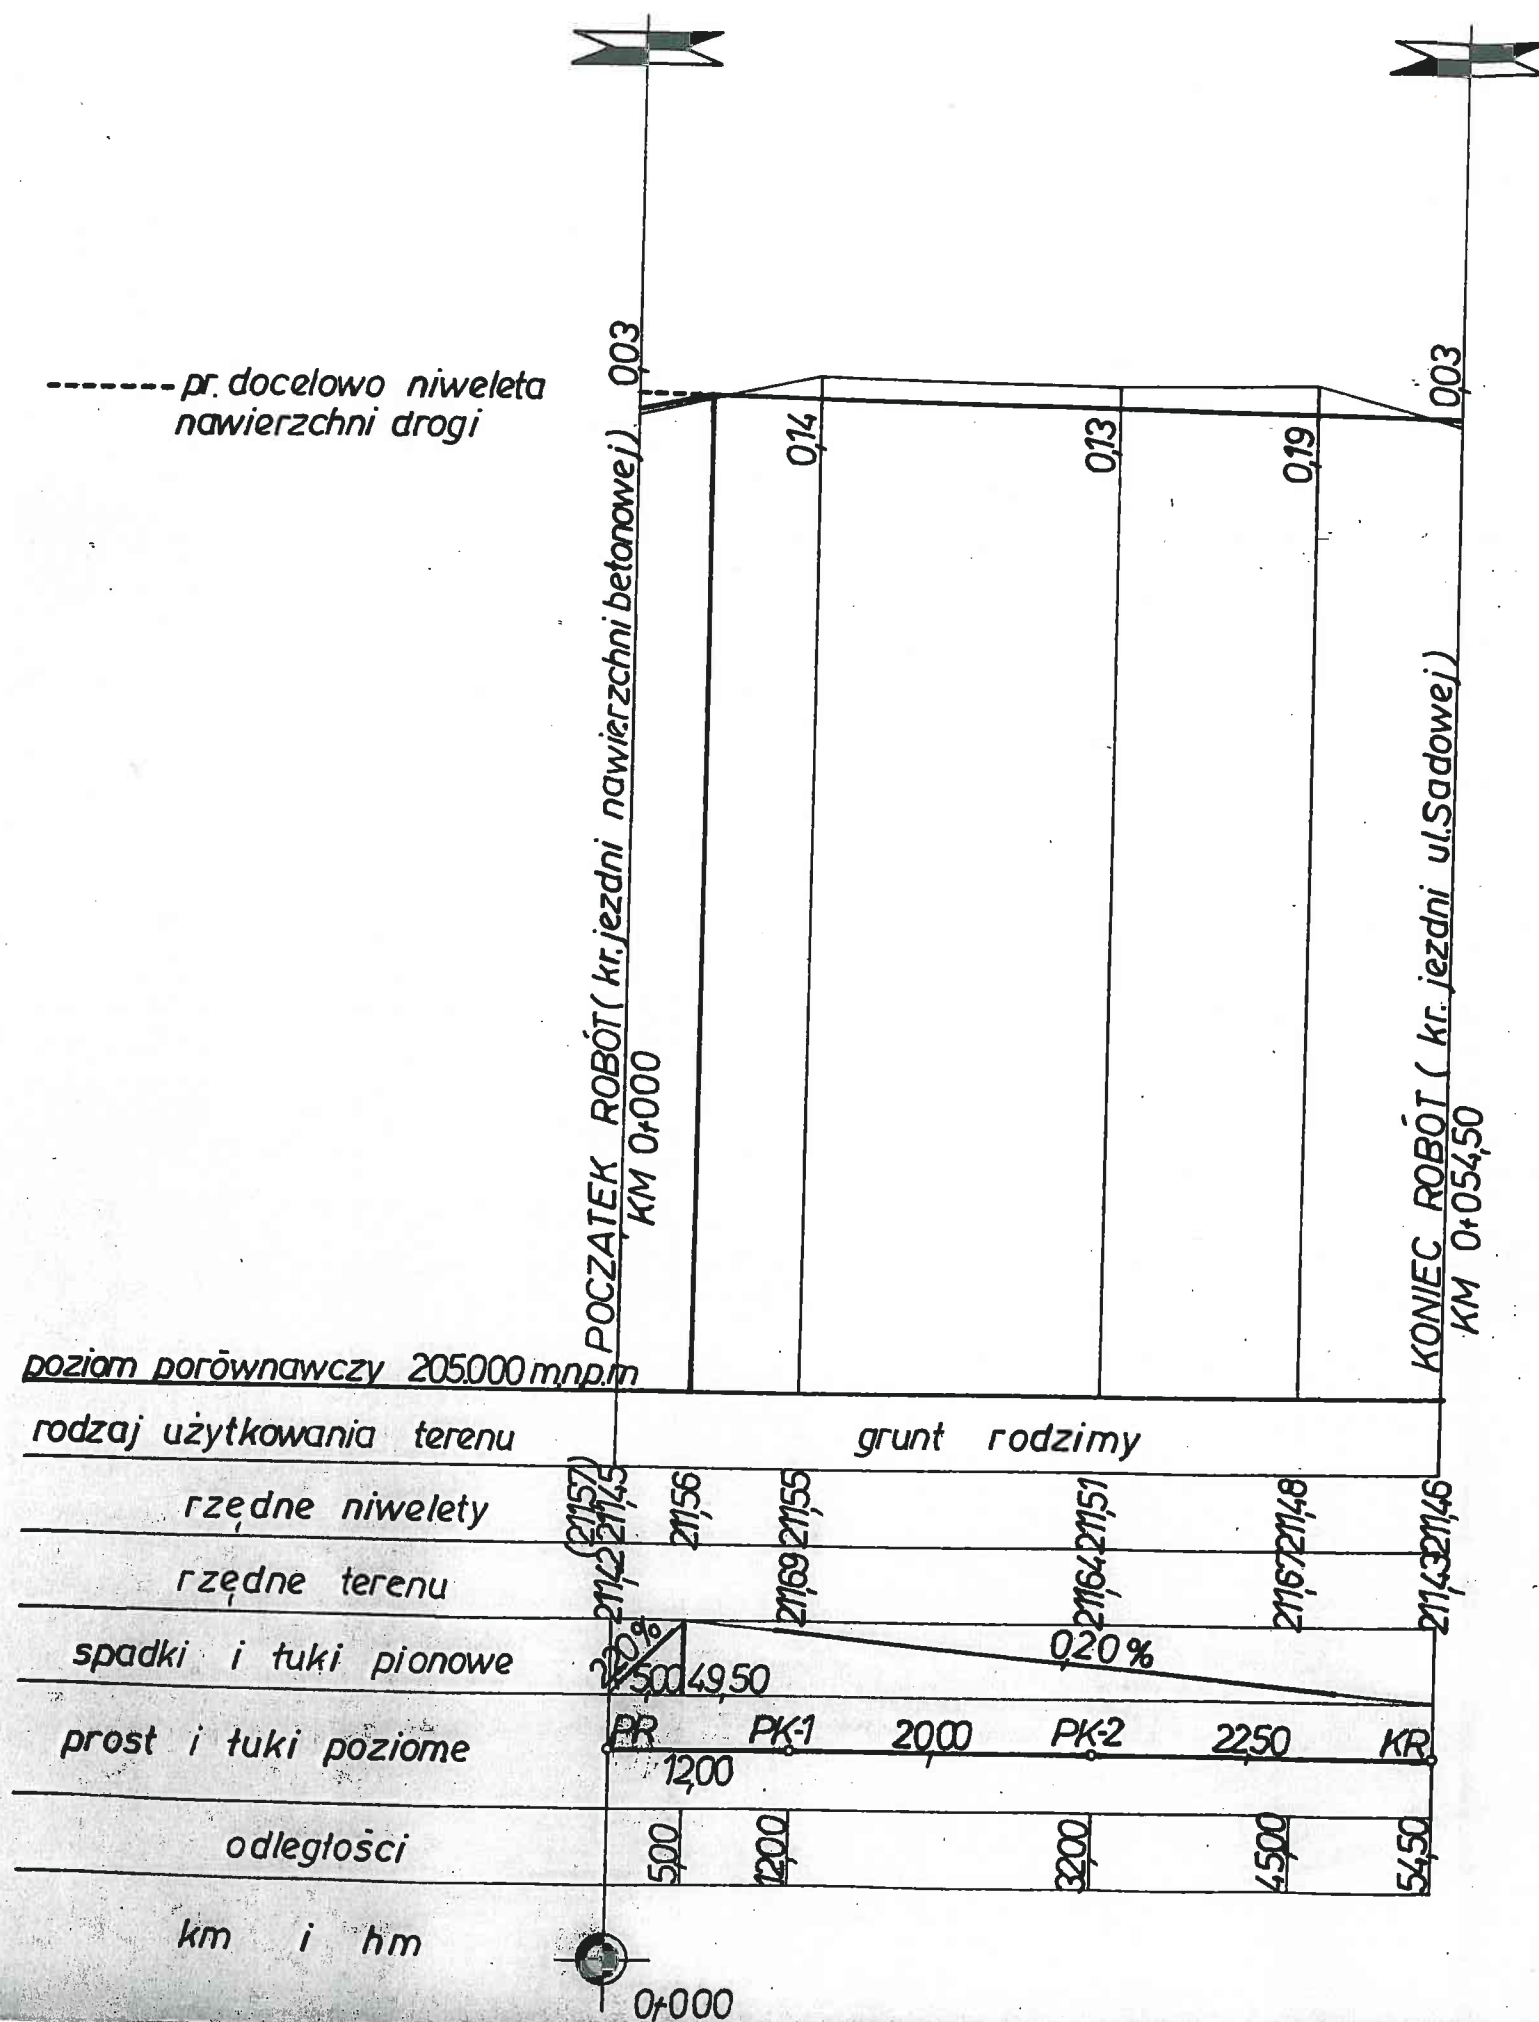 ------- pr. docelowo niweleta
nawierzchni drogi
003
0,14
0,13
0,19
003
POCZĄTEK ROBÓT ( kr. jezdni nawierzchni betonowej )
KM 0+000
KONIEC ROBÓT ( kr. jezdni ul. Sadowej )
KM 0+054,50
poziom porównawczy 205.000 m.n.p.m
rodzaj użytkowania terenu grunt rodzimy
rzędne niwelety (211,57) 211,45 211,56 211,55 211,51 211,48 211,46
rzędne terenu 211,42 211,69 211,64 211,67 211,43
spadki i łuki pionowe 5,00 49,50 0,20 %
prost i łuki poziome PR PK-1 20,00 PK-2 22,50 KR
12,00
odległości 5,00 12,00 32,00 45,00 54,50
km i hm
0+000